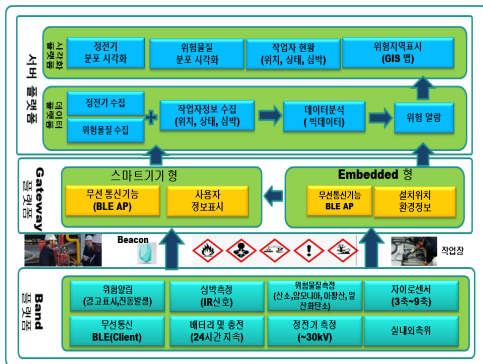 서버 플랫폼
시각화
플랫폼
정전기
분포 시각화
위험물질
분포 시각화
작업자 현황
(위치, 상태, 심박)
위험지역표시
(GIS 맵)
데이터
플랫폼
정전기 수집
위험물질 수집
작업자정보 수집
(위치, 상태, 심박)
데이터분석
( 빅데이터)
위험 알람
Gateway
플랫폼
스마트기기 형
무선 통신기능
(BLE AP)
사용자
정보표시
Embedded 형
무선통신기능
BLE AP
설치위치
환경정보
Beacon
작업장
Band
플랫폼
위험알림
(경고표시,진동발생)
심박측정
(IR신호)
위험물질측정
(산소,암모니아, 이황산, 일
산화탄소)
자이로센서
(3축~9축)
무선통신
BLE(Client)
배터리 및 충전
(24시간 지속)
정전기 측정
(~30kV)
실내외측위